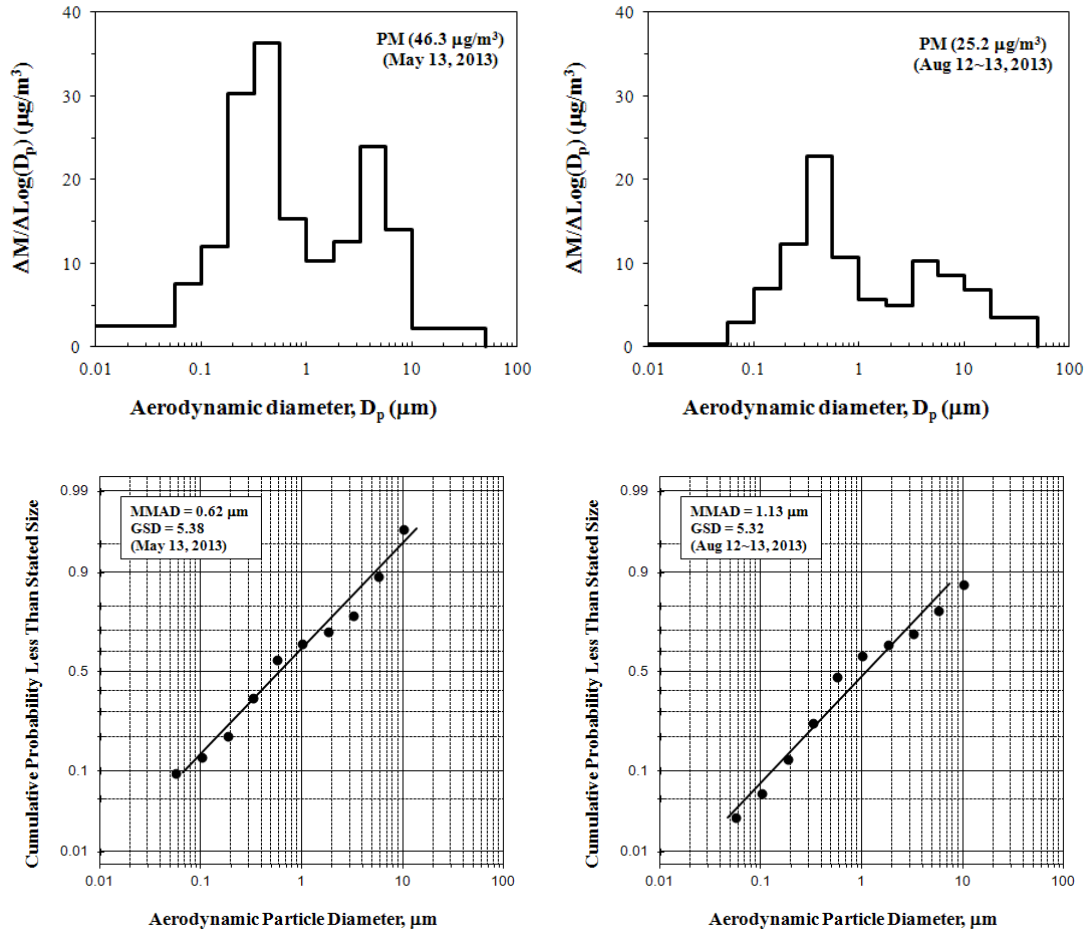 40
30
20
10
0
ΔM/ΔLog(Dp) (μg/m³)
PM (46.3 μg/m³)
(May 13, 2013)
0.01 0.1 1 10 100
Aerodynamic diameter, Dp (μm)
40
30
20
10
0
ΔM/ΔLog(Dp) (μg/m³)
PM (25.2 μg/m³)
(Aug 12~13, 2013)
0.01 0.1 1 10 100
Aerodynamic diameter, Dp (μm)
0.99
0.9
0.5
0.1
0.01
Cumulative Probability Less Than Stated Size
MMAD = 0.62 μm
GSD = 5.38
(May 13, 2013)
0.01 0.1 1 10 100
Aerodynamic Particle Diameter, μm
0.99
0.9
0.5
0.1
0.01
Cumulative Probability Less Than Stated Size
MMAD = 1.13 μm
GSD = 5.32
(Aug 12~13, 2013)
0.01 0.1 1 10 100
Aerodynamic Particle Diameter, μm